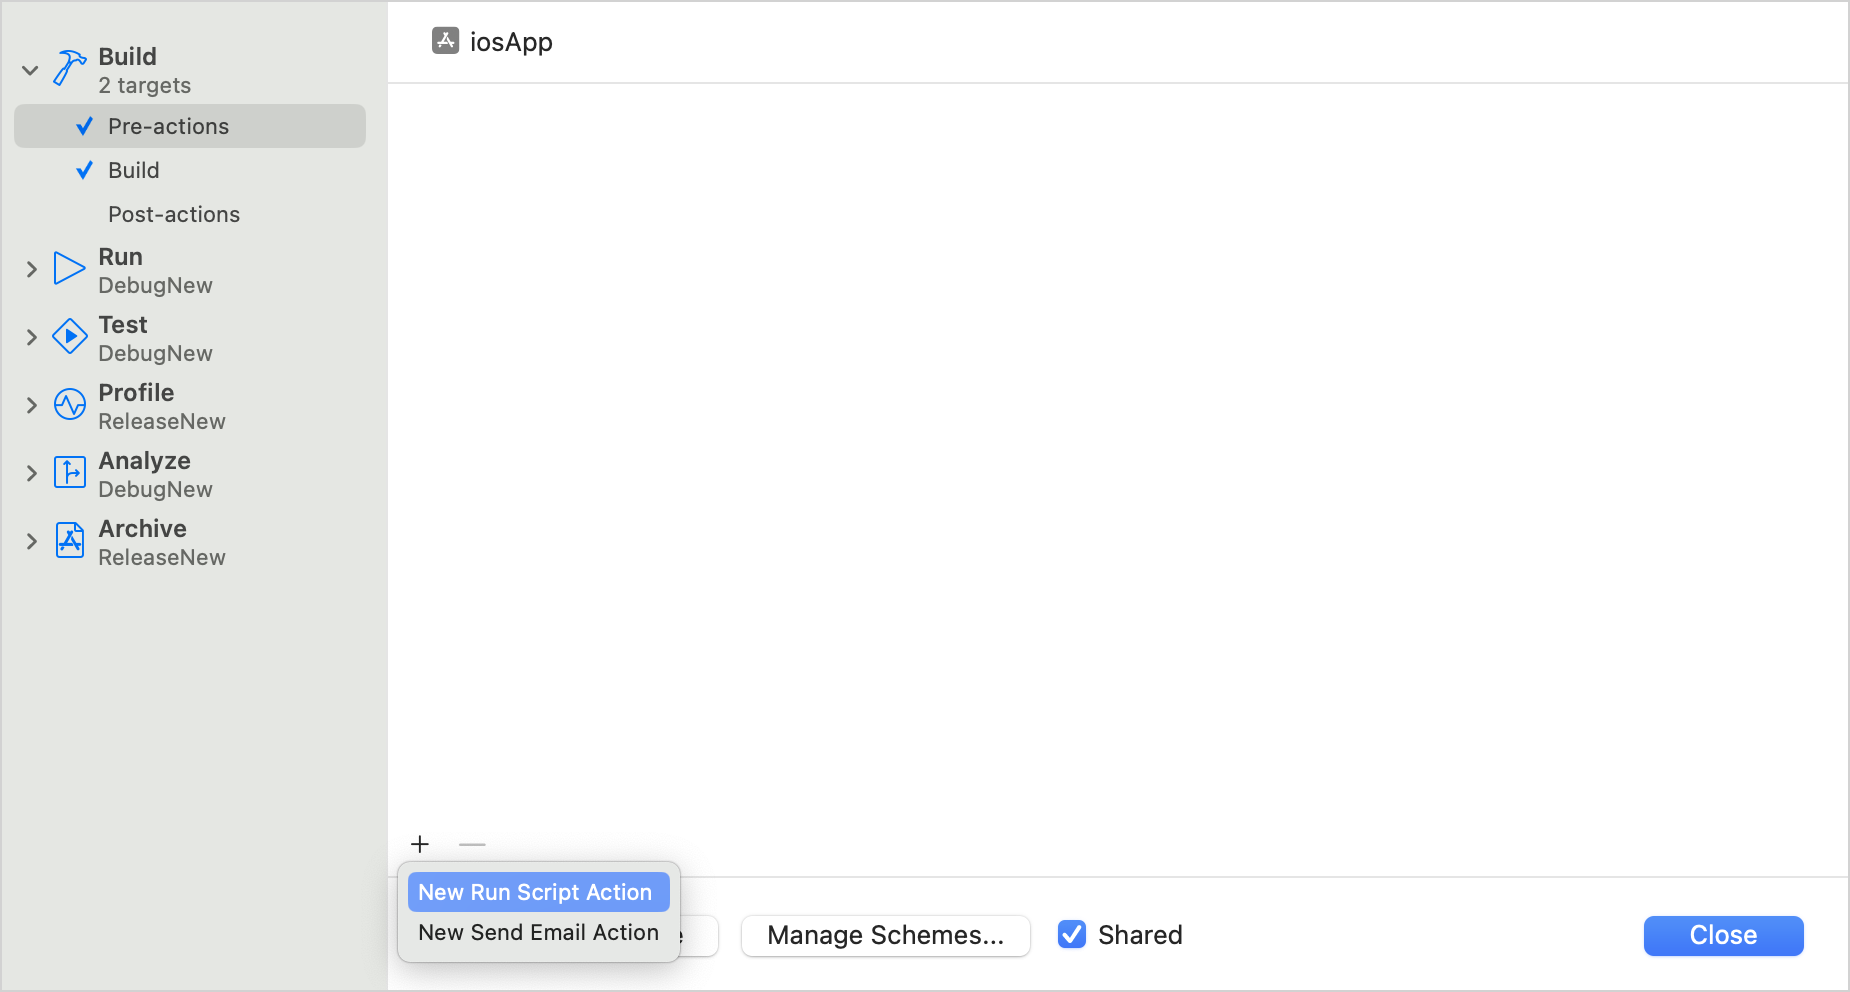 Build
2 targets
Pre-actions
Build
Post-actions
Run
DebugNew
Test
DebugNew
Profile
ReleaseNew
Analyze
DebugNew
Archive
ReleaseNew
iosApp
New Run Script Action
New Send Email Action
Manage Schemes...
Shared
Close